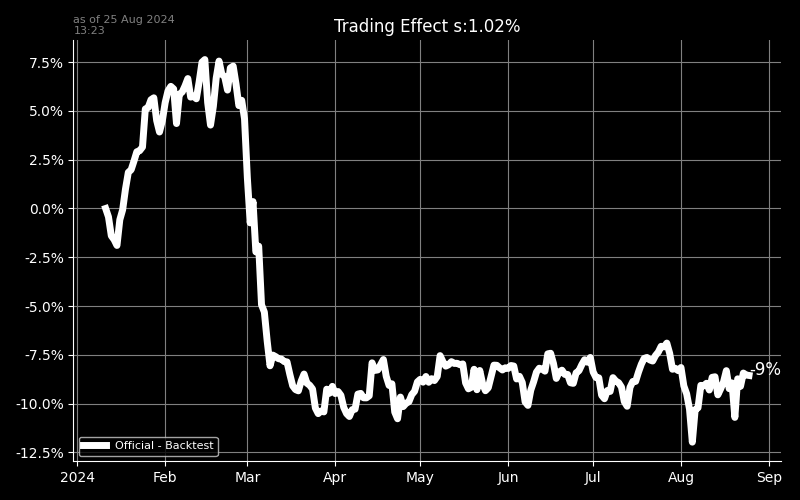 as of 25 Aug 2024
13:23
Trading Effect s:1.02%
7.5%
5.0%
2.5%
0.0%
-2.5%
-5.0%
-7.5%
-10.0%
-12.5%
-9%
Official - Backtest
2024 Feb Mar Apr May Jun Jul Aug Sep